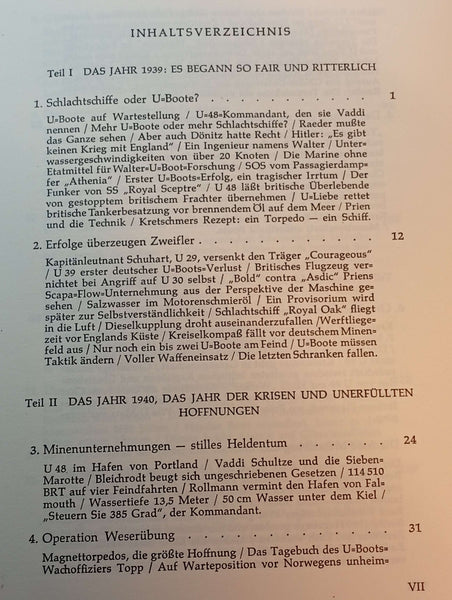 INHALTSVERZEICHNIS
Teil I DAS JAHR 1939: ES BEGANN SO FAIR UND RITTERLICH
1. Schlachtschiffe oder U=Boote? . . . . . . . . . . . 1
U=Boote auf Wartestellung / U=48=Kommandant, den sie Vaddi
nennen / Mehr U=Boote oder mehr Schlachtschiffe? / Raeder mußte
das Ganze sehen / Aber auch Dönitz hatte Recht / Hitler: „Es gibt
keinen Krieg mit England" / Ein Ingenieur namens Walter / Unter=
wassergeschwindigkeiten von über 20 Knoten / Die Marine ohne
Etatmittel für Walter=U=Boot=Forschung / SOS vom Passagierdamp=
fer „Athenia" / Erster U=Boots=Erfolg, ein tragischer Irrtum / Der
Funker von SS „Royal Sceptre" / U 48 läßt britische Überlebende
von gestopptem britischem Frachter übernehmen / U=Liebe rettet
britische Tankerbesatzung vor brennendem Öl auf dem Meer / Prien
und die Technik / Kretschmers Rezept: ein Torpedo — ein Schiff.
2. Erfolge überzeugen Zweifler . . . . . . . . . . . 12
Kapitänleutnant Schuhart, U 29, versenkt den Träger „Courageous"
/ U 39 erster deutscher U=Boots=Verlust / Britisches Flugzeug ver=
nichtet bei Angriff auf U 30 selbst / „Bold" contra „Asdic" Priens
Scapa=Flow=Unternehmung aus der Perspektive der Maschine ge=
sehen / Salzwasser im Motorenschmieröl / Ein Provisorium wird
später zur Selbstverständlichkeit / Schlachtschiff „Royal Oak" fliegt
in die Luft / Dieselkupplung droht auseinanderzufallen /Werftliege=
zeit vor Englands Küste / Kreiselkompaß fällt vor deutschem Minen=
feld aus / Nur noch ein bis zwei U=Boote am Feind / U=Boote müssen
Taktik ändern / Voller Waffeneinsatz / Die letzten Schranken fallen.
Teil II DAS JAHR 1940, DAS JAHR DER KRISEN UND UNERFÜLLTEN
HOFFNUNGEN
3. Minenunternehmungen — stilles Heldentum . . . . . . 24
U 48 im Hafen von Portland / Vaddi Schultze und die Sieben=
Marotte / Bleichrodt beugt sich ungeschriebenen Gesetzen / 114 510
BRT auf vier Feindfahrten / Rollmann vermint den Hafen von Fal=
mouth / Wassertiefe 13,5 Meter / 50 cm Wasser unter dem Kiel /
„Steuern Sie 385 Grad", der Kommandant.
4. Operation Weserübung . . . . . . . . . . . . 31
Magnettorpedos, die größte Hoffnung / Das Tagebuch des U=Boots=
Wachoffiziers Topp / Auf Warteposition vor Norwegens unheim=
VII